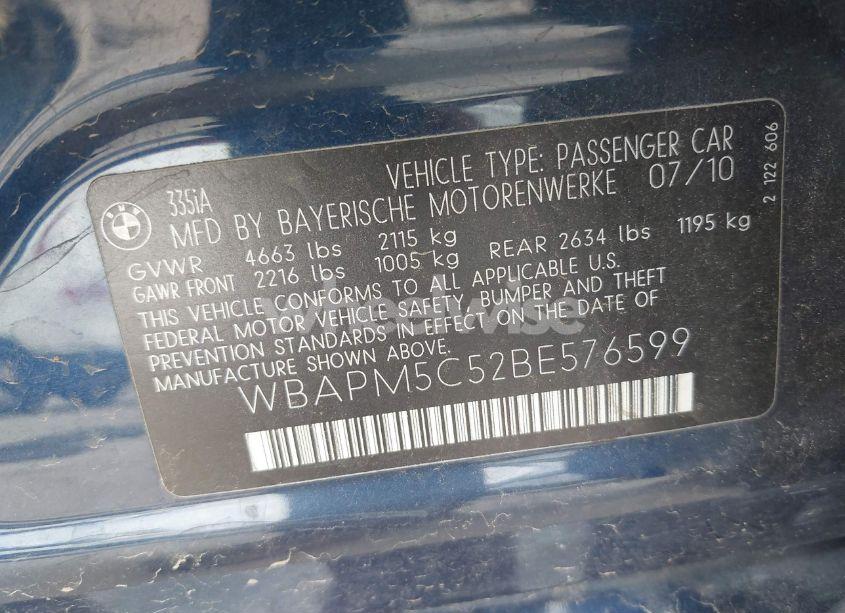 VEHICLE TYPE: PASSENGER CAR
335iA
MFD BY BAYERISCHE MOTORENWERKE 07/10
GVWR 4663 lbs 2115 kg
GAWR FRONT 2216 lbs 1005 kg REAR 2634 lbs 1195 kg
THIS VEHICLE CONFORMS TO ALL APPLICABLE U.S.
FEDERAL MOTOR VEHICLE SAFETY, BUMPER AND THEFT
PREVENTION STANDARDS IN EFFECT ON THE DATE OF
MANUFACTURE SHOWN ABOVE
WBAPM5C52BE576599
2 122 606
wheelwise